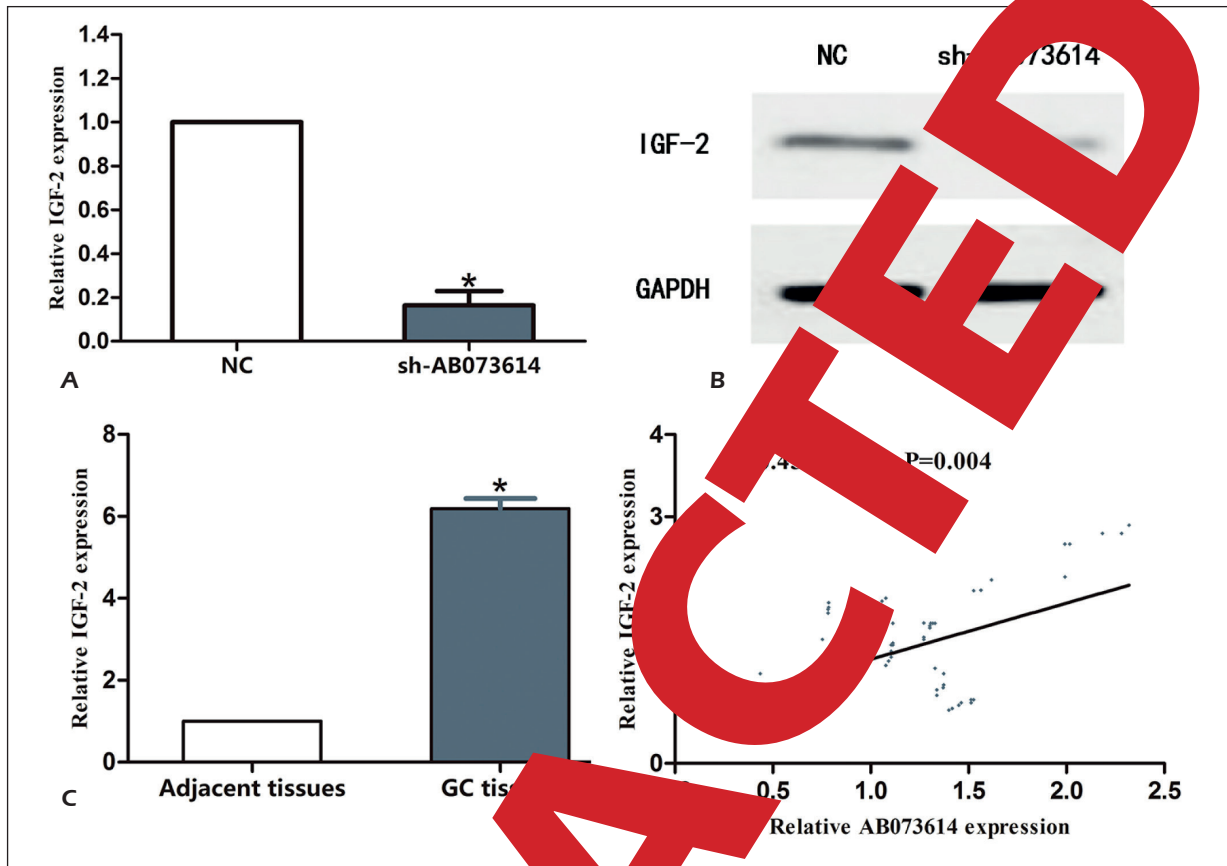 1.4
1.2
1.0
0.8
0.6
0.4
0.2
0.0
Relative IGF-2 expression
*
NC
sh-AB073614
A
NC
IGF-2
GAPDH
B
8
6
4
2
0
Relative IGF-2 expression
*
Adjacent tissues
GC
C
4
3
0
Relative IGF-2 expression
P=0.004
0.5
1.0
1.5
2.0
2.5
Relative AB073614 expression
ACTED